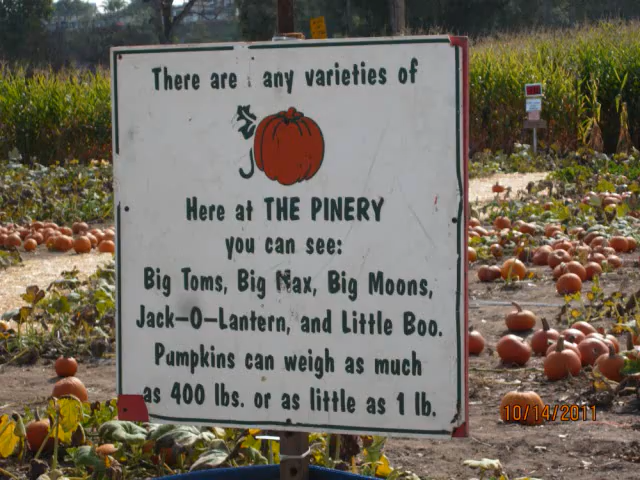 There are any varieties of
Here at THE PINERY
you can see:
Big Toms, Big Max, Big Moons,
Jack-O-Lantern, and Little Boo.
Pumpkins can weigh as much
as 400 lbs. or as little as 1 lb.
10/14/2011